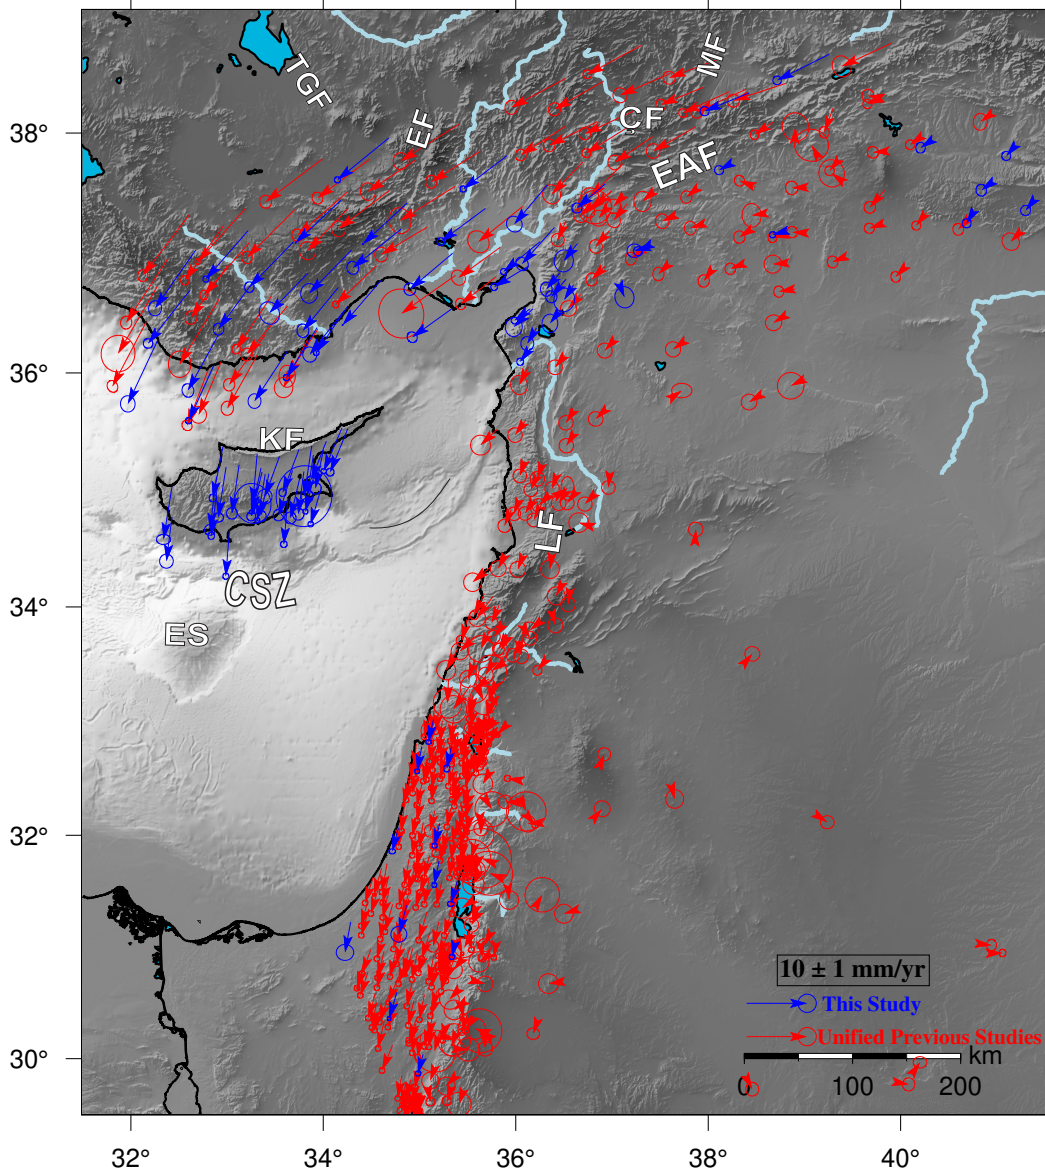 TGF
MF
EF
CF
38°
EAF
36°
KF
LF
34°
CSZ
ES
32°
10 ± 1 mm/yr
This Study
Unified Previous Studies
30°
km
0
100
200
32°
34°
36°
38°
40°